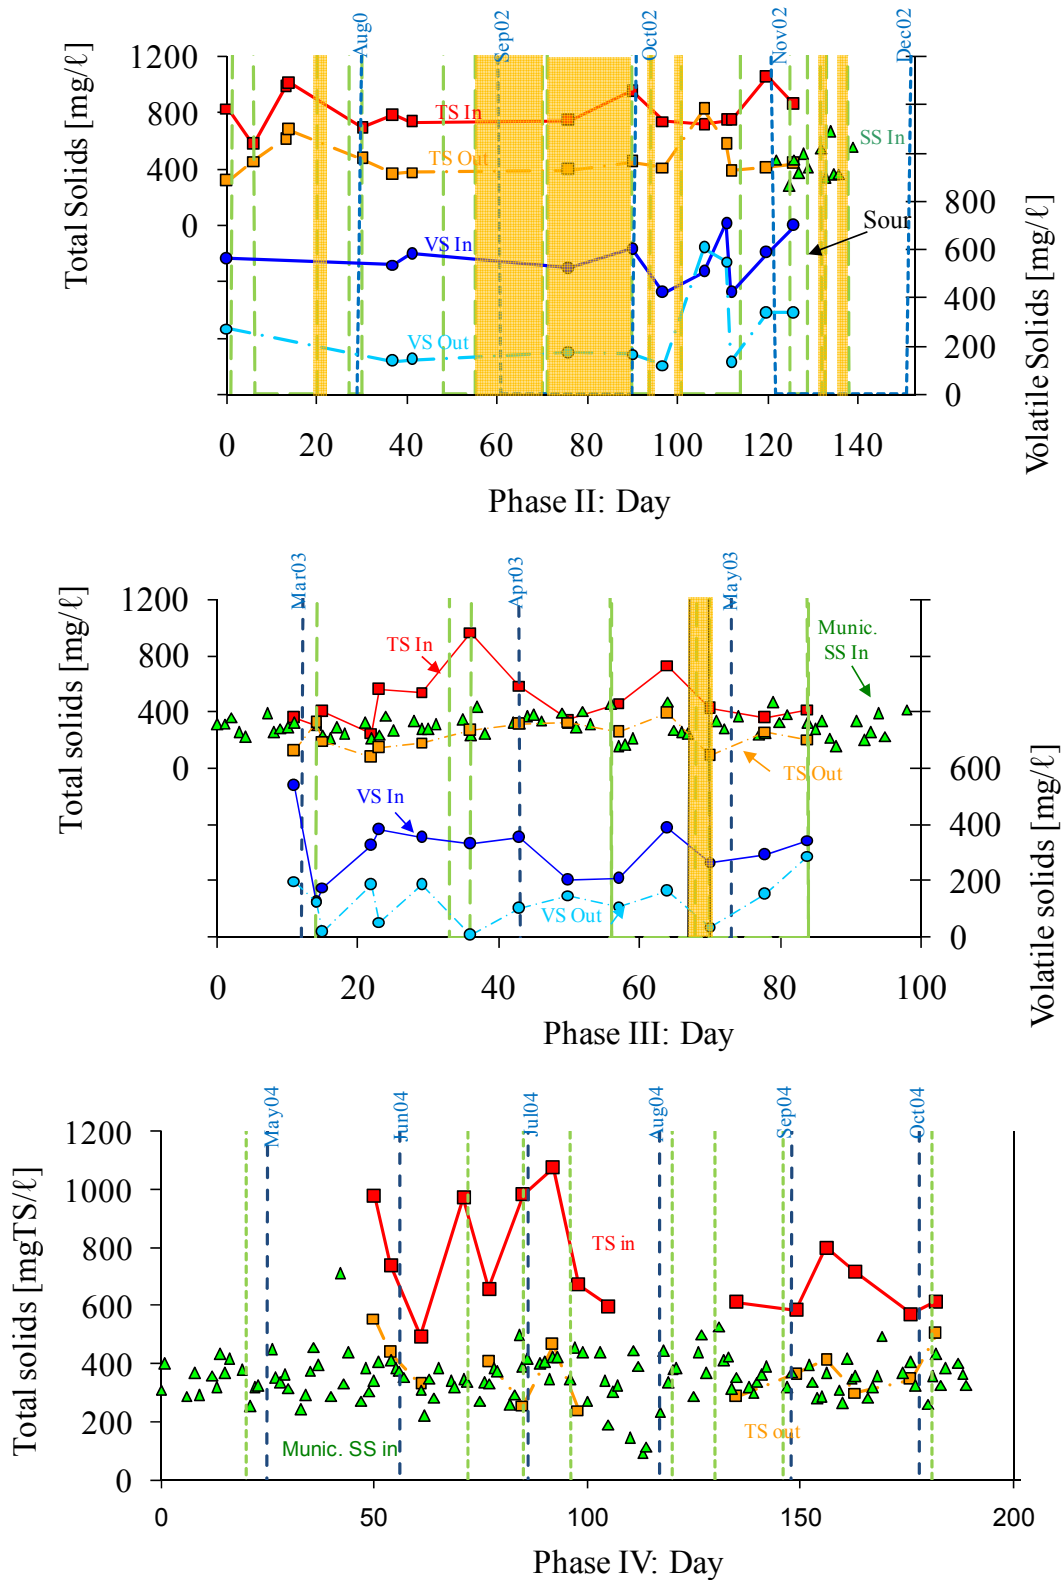 Aug0
Sep02
Oct02
Nov02
Dec02
1200
800
400
0
Total Solids [mg/ℓ]
TS In
TS Out
SS In
VS In
VS Out
Sour
800
600
400
200
0
Volatile Solids [mg/ℓ]
0 20 40 60 80 100 120 140
Phase II: Day
Mar03
Apr03
May03
1200
800
400
0
Total solids [mg/ℓ]
TS In
Munic.
SS In
TS Out
VS In
VS Out
600
400
200
0
Volatile solids [mg/ℓ]
0 20 40 60 80 100
Phase III: Day
May04
Jun04
Jul04
Aug04
Sep04
Oct04
1200
1000
800
600
400
200
0
Total solids [mgTS/ℓ]
TS in
TS out
Munic. SS in
0 50 100 150 200
Phase IV: Day